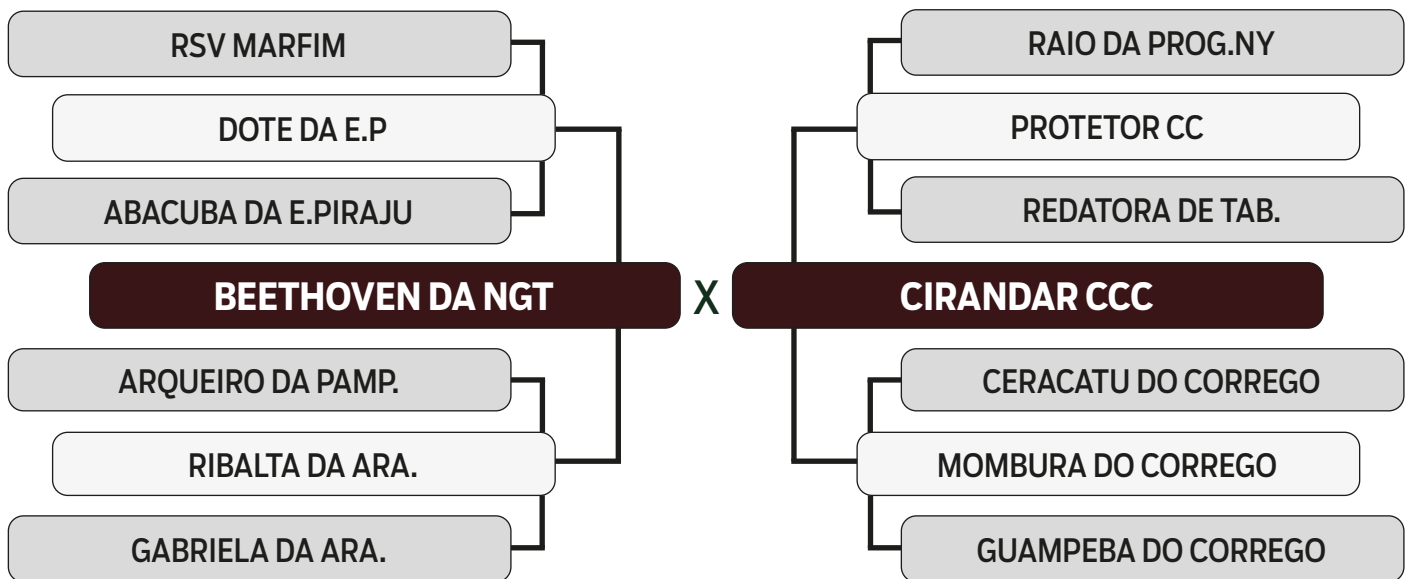 RSV MARFIM
DOTE DA E.P
ABACUBA DA E.PIRAJU
BEETHOVEN DA NGT
ARQUEIRO DA PAMP.
RIBALTA DA ARA.
GABRIELA DA ARA.
X
RAIO DA PROG.NY
PROTETOR CC
REDATORA DE TAB.
CIRANDAR CCC
CERACATU DO CORREGO
MOMBURA DO CORREGO
GUAMPEBA DO CORREGO